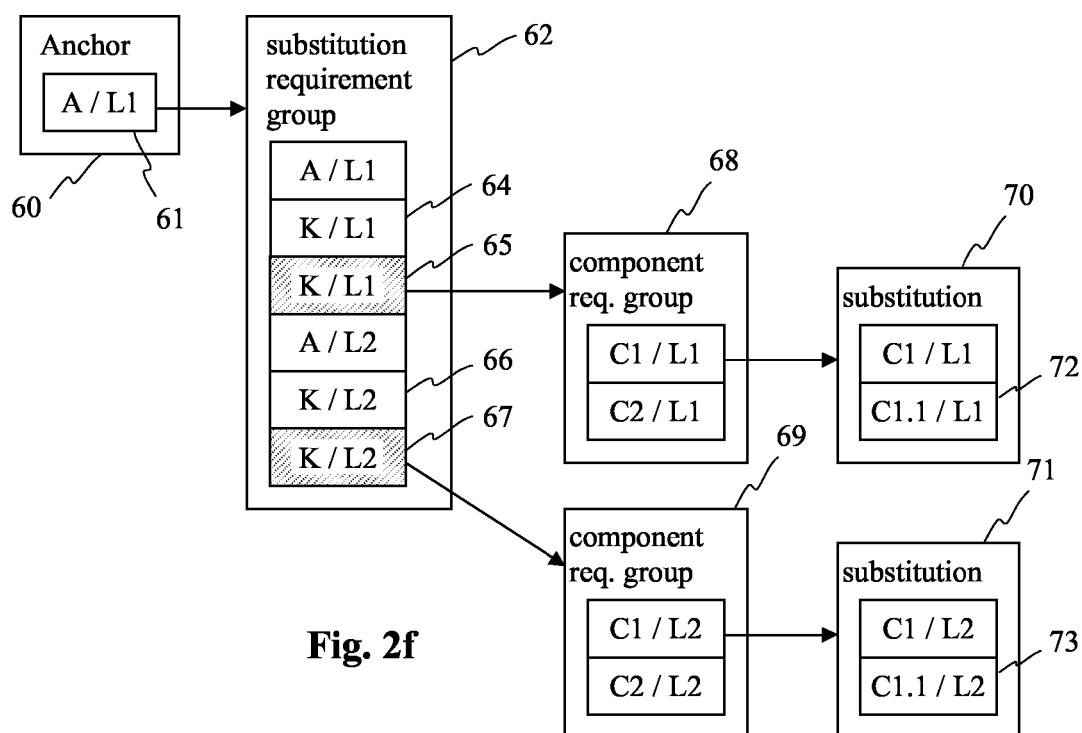 Anchor
A / L1
60
61
substitution
requirement
group
62
A / L1
K / L1
64
K / L1
65
A / L2
K / L2
66
K / L2
67
68
component
req. group
C1 / L1
C2 / L1
70
substitution
C1 / L1
C1.1 / L1
72
69
component
req. group
C1 / L2
C2 / L2
71
substitution
C1 / L2
C1.1 / L2
73
Fig. 2f